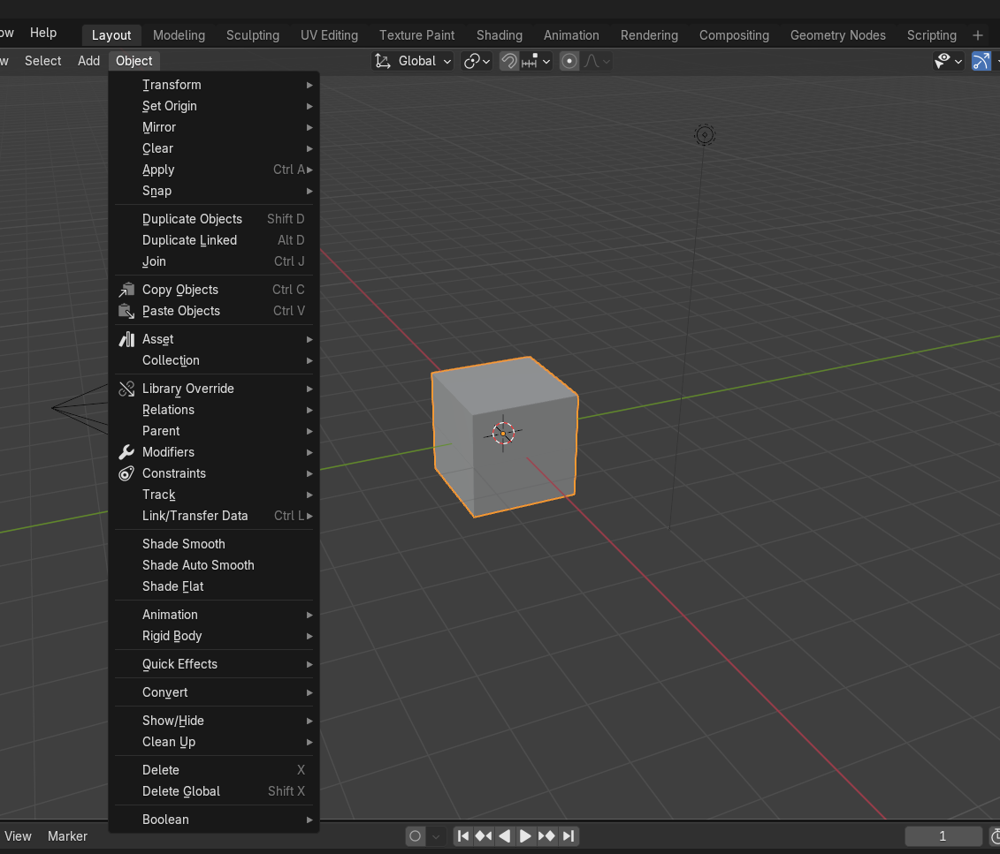 ow Help Layout Modeling Sculpting UV Editing Texture Paint Shading Animation Rendering Compositing Geometry Nodes Scripting +
w Select Add Object Global
Transform
Set Origin
Mirror
Clear
Apply Ctrl A
Snap
Duplicate Objects Shift D
Duplicate Linked Alt D
Join Ctrl J
Copy Objects Ctrl C
Paste Objects Ctrl V
Asset
Collection
Library Override
Relations
Parent
Modifiers
Constraints
Track
Link/Transfer Data Ctrl L
Shade Smooth
Shade Auto Smooth
Shade Flat
Animation
Rigid Body
Quick Effects
Convert
Show/Hide
Clean Up
Delete X
Delete Global Shift X
Boolean
View Marker 1